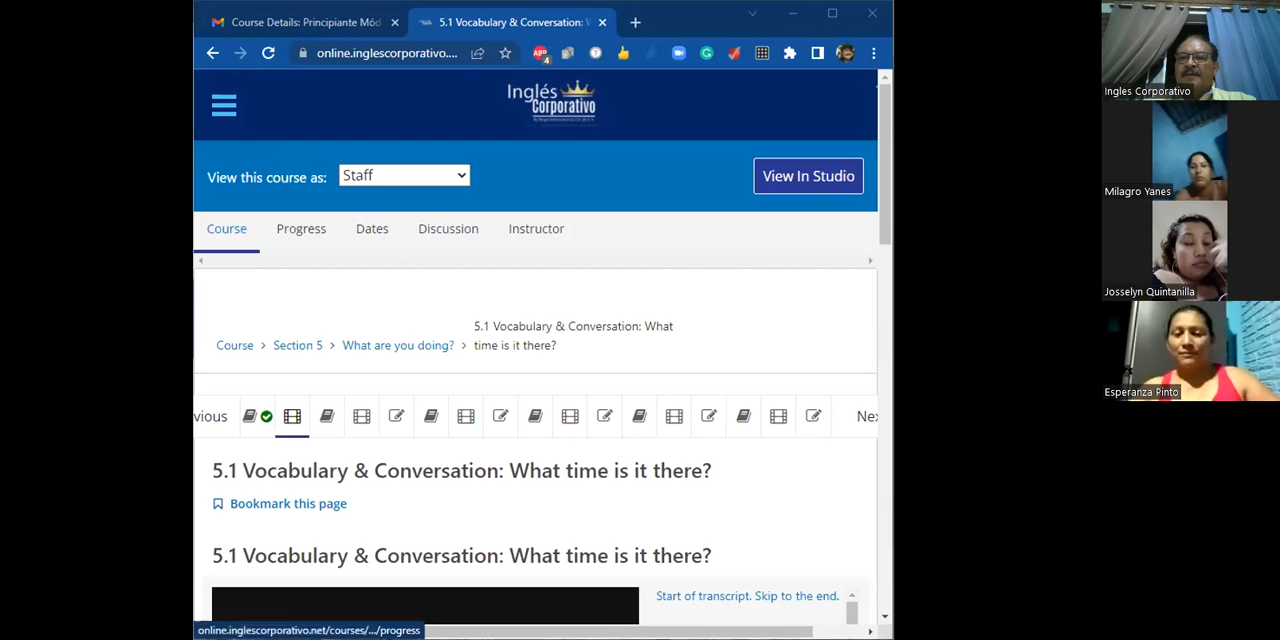 Course Details: Principiante Mód
5.1 Vocabulary & Conversation: W
online.inglescorporativo....
ABP
4
Inglés
Corporativo
View this course as:
Staff
View In Studio
Course
Progress
Dates
Discussion
Instructor
Course > Section 5 > What are you doing? > 5.1 Vocabulary & Conversation: What
time is it there?
vious
Nex
5.1 Vocabulary & Conversation: What time is it there?
Bookmark this page
5.1 Vocabulary & Conversation: What time is it there?
Start of transcript. Skip to the end.
online.inglescorporativo.net/courses/.../progress
Ingles Corporativo
Milagro Yanes
Josselyn Quintanilla
Esperanza Pinto